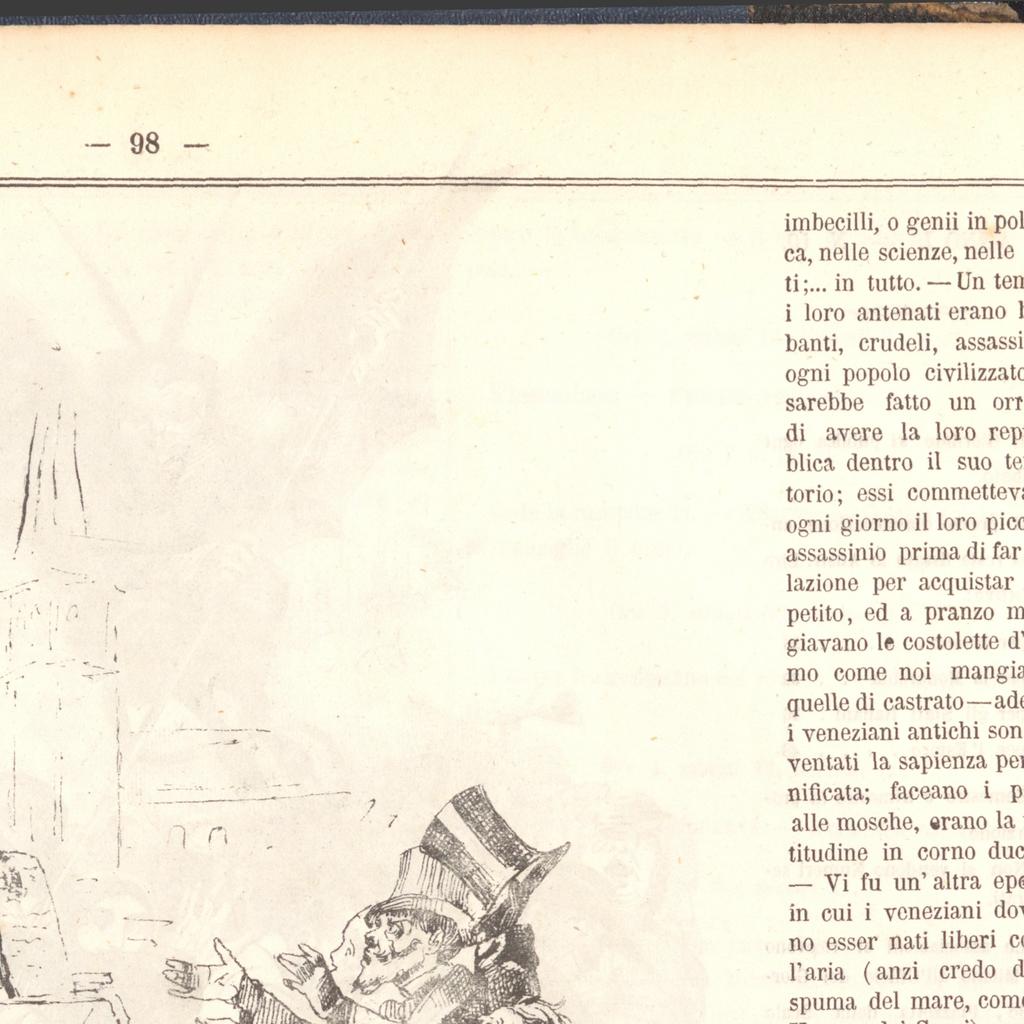 — 98 —
imbecilli, o genii in pol
ca, nelle scienze, nelle
ti;... in tutto. — Un tem
i loro antenati erano b
banti, crudeli, assassi
ogni popolo civilizzato
sarebbe fatto un orr
di avere la loro rep
blica dentro il suo te
torio; essi commetteva
ogni giorno il loro picc
assassinio prima di far
lazione per acquistar
petito, ed a pranzo m
giavano le costolette d'
mo come noi mangia
quelle di castrato — ade
i veneziani antichi son
ventati la sapienza per
nificata; faceano i p
alle mosche, erano la
titudine in corno duc
— Vi fu un' altra epo
in cui i veneziani dov
no esser nati liberi co
l'aria (anzi credo d
spuma del mare, come